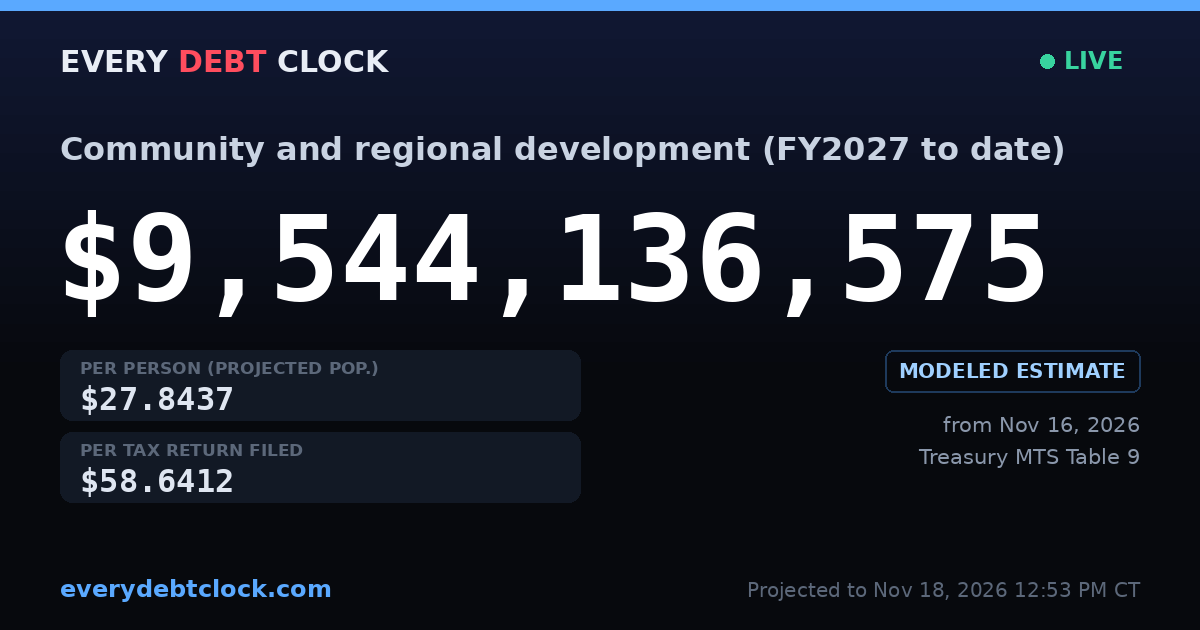 EVERY DEBT CLOCK
LIVE
Community and regional development (FY2027 to date)
$9,544,136,575
PER PERSON (PROJECTED POP.)
$27.8437
PER TAX RETURN FILED
$58.6412
MODELED ESTIMATE
from Nov 16, 2026
Treasury MTS Table 9
everydebtclock.com
Projected to Nov 18, 2026 12:53 PM CT